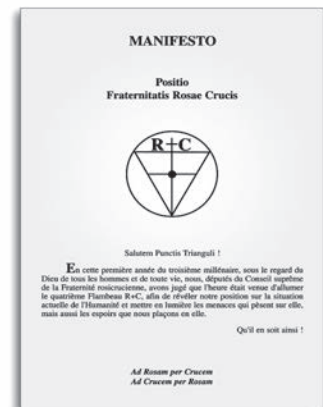 MANIFESTO
Positio
Fraternitatis Rosae Crucis
R+C
Salutem Punctis Trianguli !
En cette première année du troisième millénaire, sous le regard du
Dieu de tous les hommes et de toute vie, nous, députés du Conseil suprême
de la Fraternité rosicrucienne, avons jugé que l'heure était venue d'allumer
le quatrième Flambeau R+C, afin de révéler notre position sur la situation
actuelle de l'Humanité et mettre en lumière les menaces qui pèsent sur elle,
mais aussi les espoirs que nous plaçons en elle.
Qu'il en soit ainsi !
Ad Rosam per Crucem
Ad Crucem per Rosam